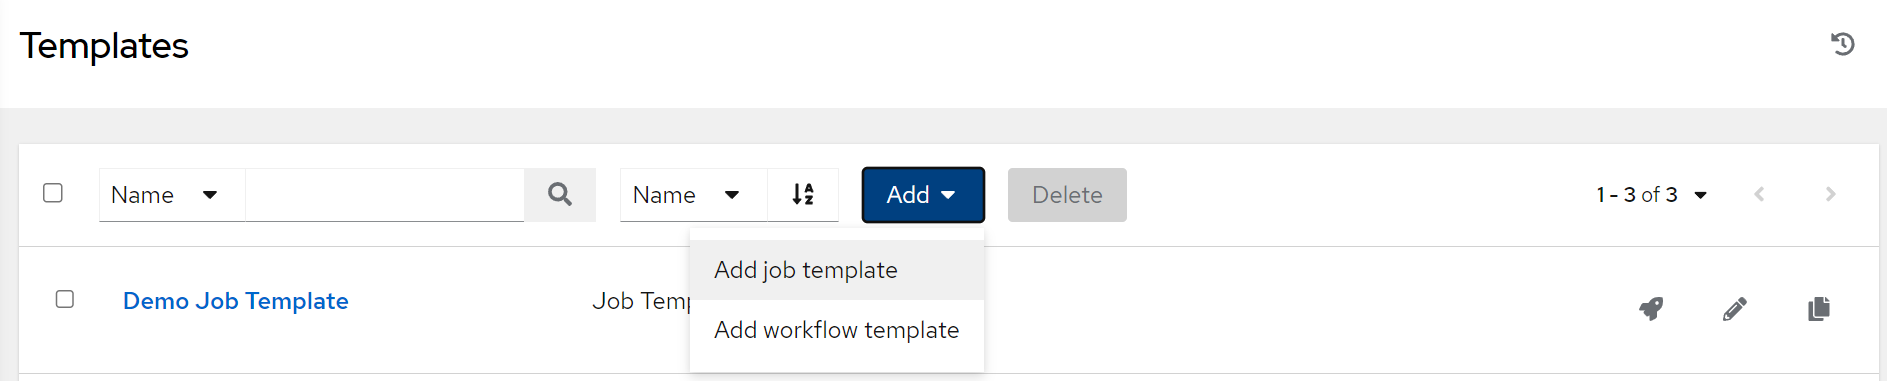 Templates
Name Name Add Delete 1 - 3 of 3
Add job template
Demo Job Template Job Temp
Add workflow template